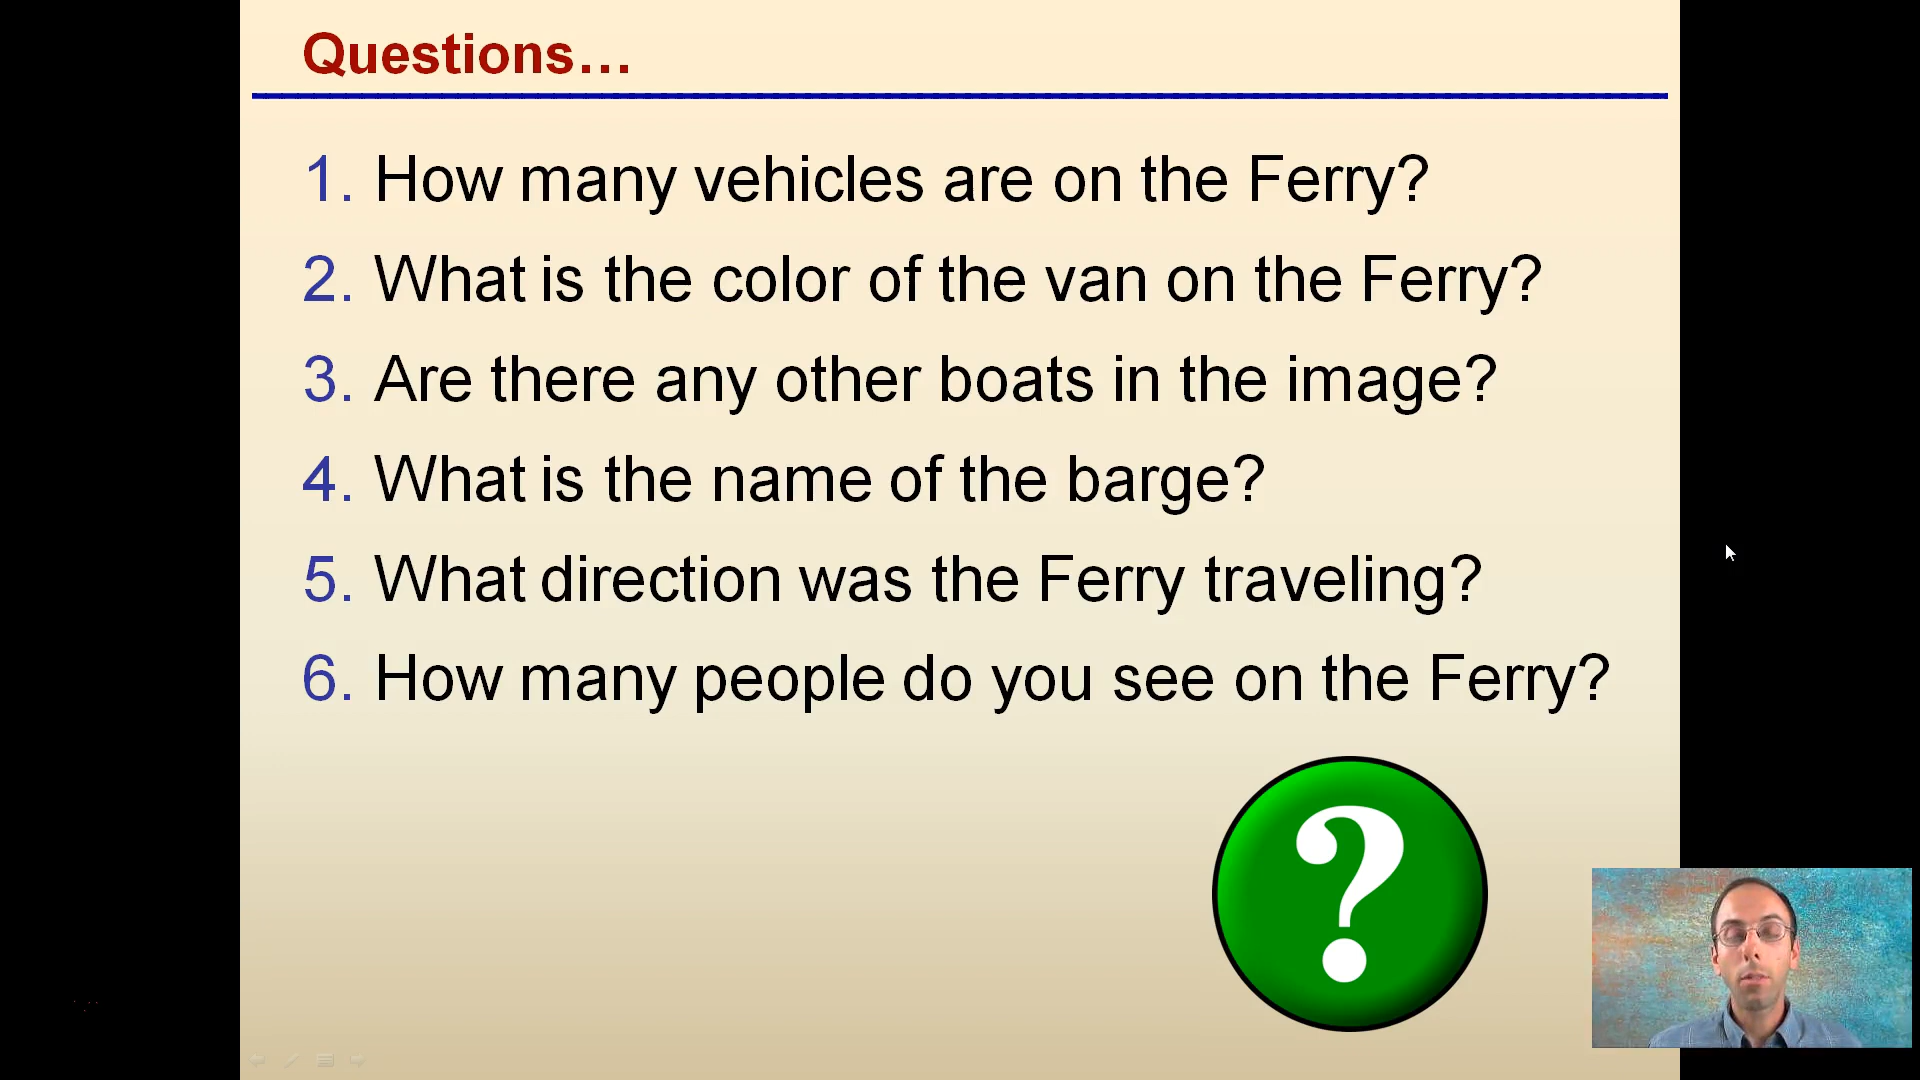 Questions…
1. How many vehicles are on the Ferry?
2. What is the color of the van on the Ferry?
3. Are there any other boats in the image?
4. What is the name of the barge?
5. What direction was the Ferry traveling?
6. How many people do you see on the Ferry?
?